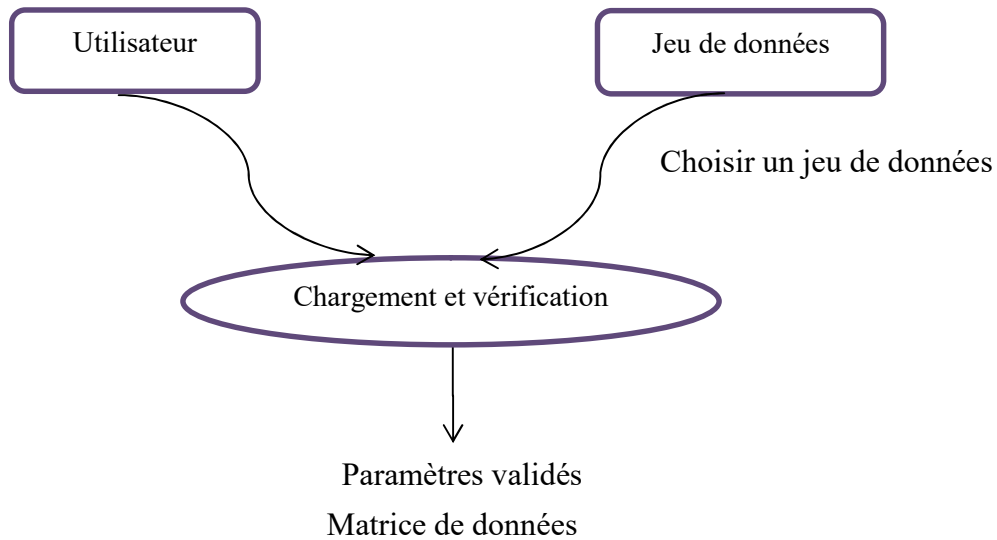 Utilisateur
Jeu de données
Choisir un jeu de données
Chargement et vérification
Paramètres validés
Matrice de données